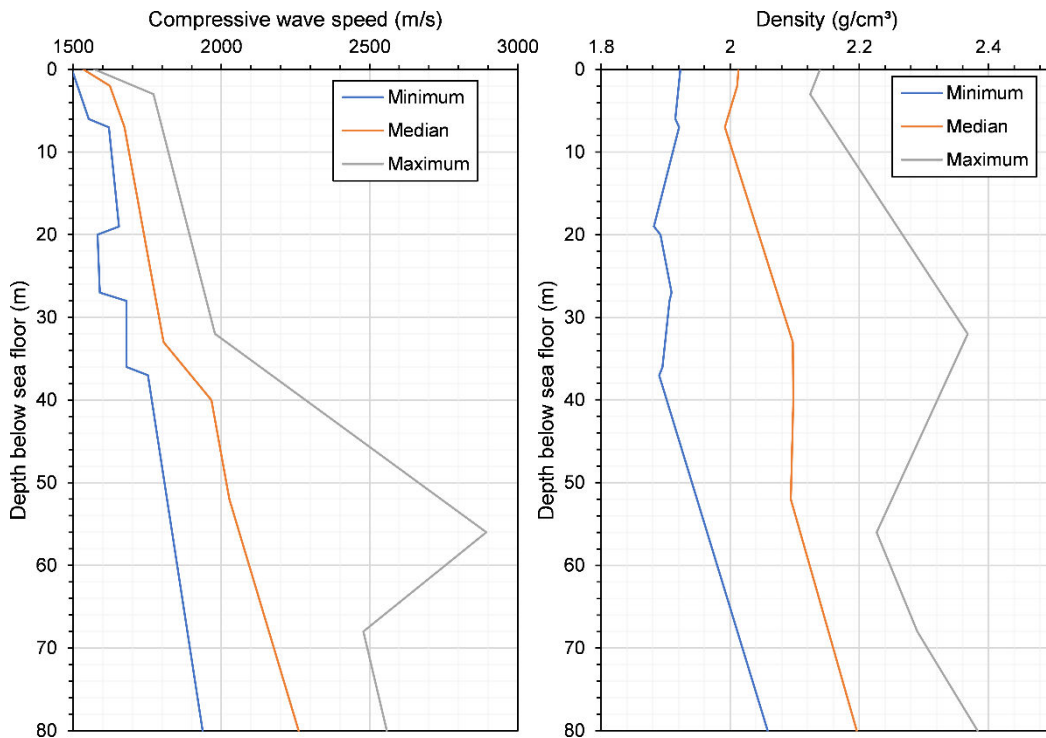 Compressive wave speed (m/s)
1500 2000 2500 3000
0
10
20
30
40
50
60
70
80
Depth below sea floor (m)
Minimum
Median
Maximum
Density (g/cm³)
1.8 2 2.2 2.4
0
10
20
30
40
50
60
70
80
Depth below sea floor (m)
Minimum
Median
Maximum